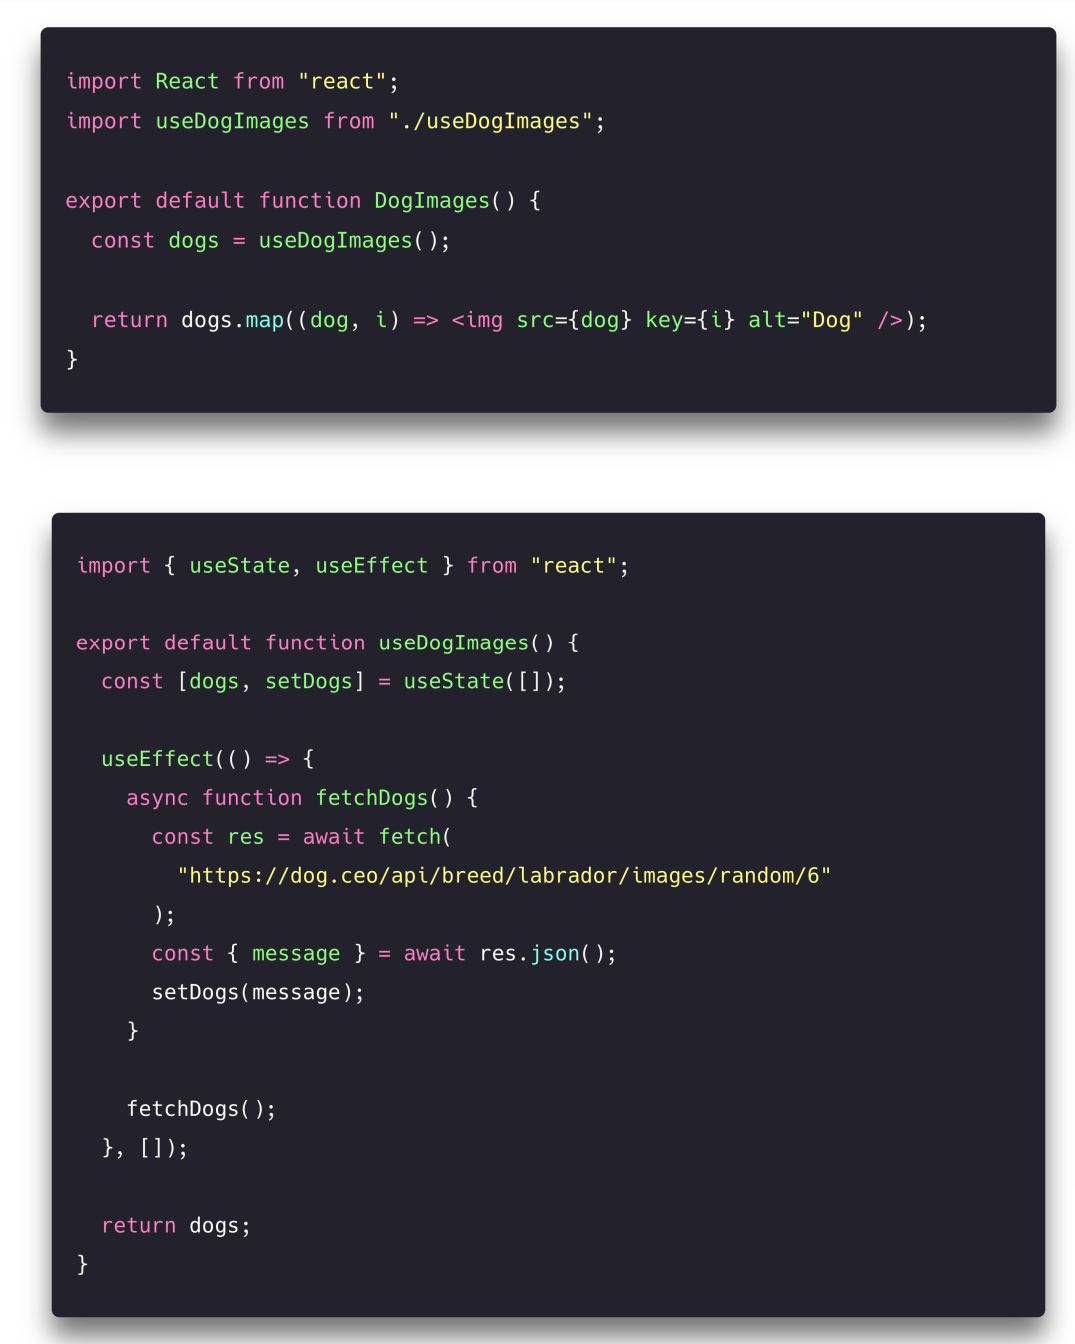 import React from "react";
import useDogImages from "./useDogImages";
export default function DogImages() {
  const dogs = useDogImages();
  return dogs.map((dog, i) => <img src={dog} key={i} alt="Dog" />);
}
import { useState, useEffect } from "react";
export default function useDogImages() {
  const [dogs, setDogs] = useState([]);
  useEffect(() => {
    async function fetchDogs() {
      const res = await fetch(
        "https://dog.ceo/api/breed/labrador/images/random/6"
      );
      const { message } = await res.json();
      setDogs(message);
    }
    fetchDogs();
  }, []);
  return dogs;
}